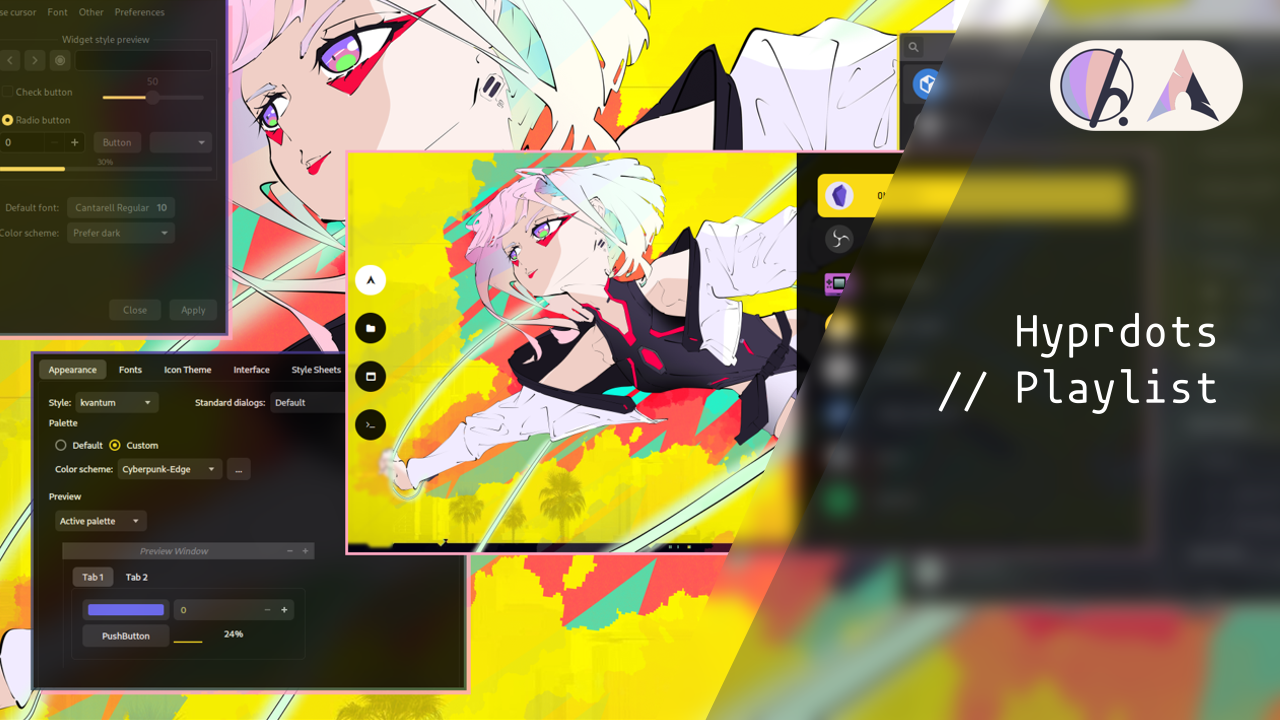 se cursor Font Other Preferences
Widget style preview
50
Check button
Radio button
0 − + Button
30%
Default font: Cantarell Regular 10
Color scheme: Prefer dark
Close Apply
Appearance Fonts Icon Theme Interface Style Sheets
Style: kvantum Standard dialogs: Default
Palette
Default Custom
Color scheme: Cyberpunk-Edge ...
Preview
Active palette
Preview Window − +
Tab 1 Tab 2
0 − +
PushButton 24%
Hyprdots
// Playlist